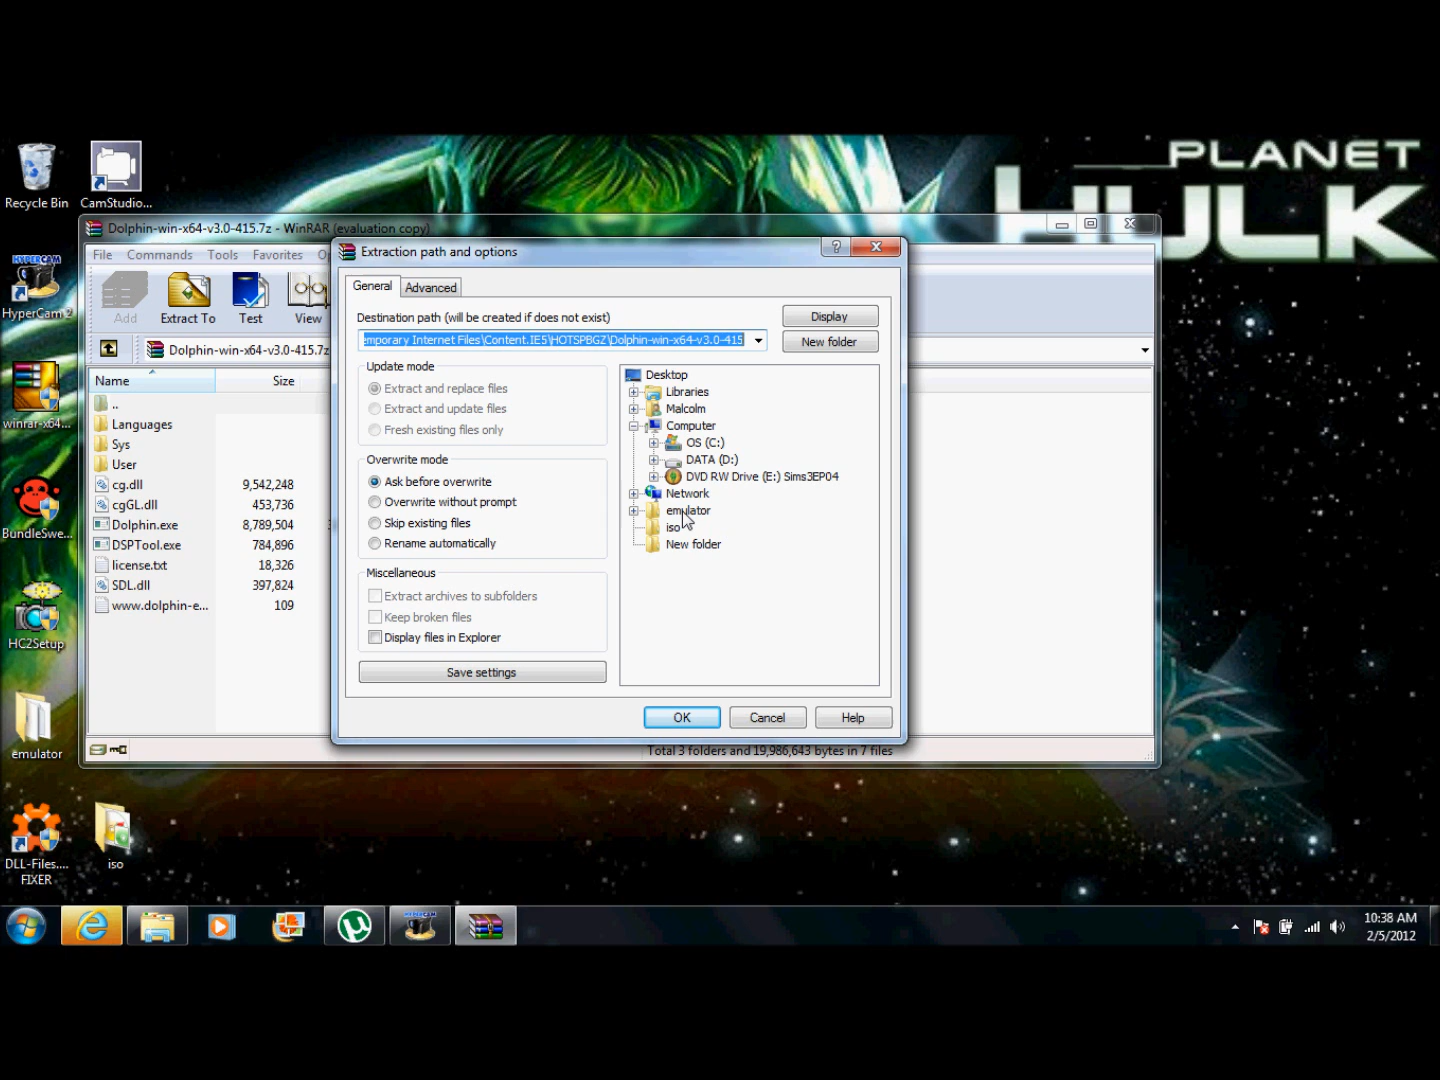 PLANET
HULK
Recycle Bin
CamStudio...
HYPERCAM
HyperCam 2
winrar-x64...
BundleSwe...
HC2Setup
emulator
DLL-Files....
FIXER
iso
Dolphin-win-x64-v3.0-415.7z - WinRAR (evaluation copy)
File Commands Tools Favorites
Add Extract To Test View
Dolphin-win-x64-v3.0-415.7z
Name Size
..
Languages
Sys
User
cg.dll 9,542,248
cgGL.dll 453,736
Dolphin.exe 8,789,504
DSPTool.exe 784,896
license.txt 18,326
SDL.dll 397,824
www.dolphin-e... 109
Total 3 folders and 19,986,643 bytes in 7 files
Extraction path and options
General Advanced
Destination path (will be created if does not exist)
Display
emporary Internet Files\Content.IE5\HOTSPBGZ\Dolphin-win-x64-v3.0-415
New folder
Update mode
Extract and replace files
Extract and update files
Fresh existing files only
Overwrite mode
Ask before overwrite
Overwrite without prompt
Skip existing files
Rename automatically
Miscellaneous
Extract archives to subfolders
Keep broken files
Display files in Explorer
Save settings
Desktop
Libraries
Malcolm
Computer
OS (C:)
DATA (D:)
DVD RW Drive (E:) Sims3EP04
Network
emulator
iso
New folder
OK Cancel Help
HYPERCAM
10:38 AM
2/5/2012